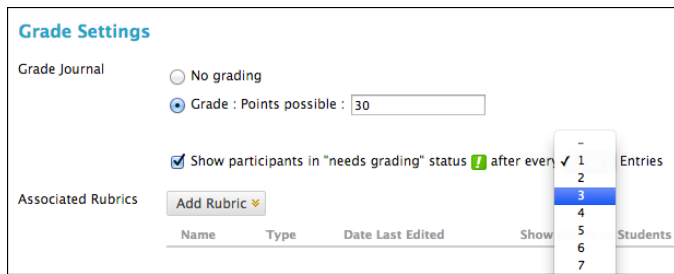 Grade Settings
Grade Journal
No grading
Grade : Points possible : 30
Show participants in "needs grading" status ! after every ✓ 1 Entries
–
2
3
4
5
6
7
Associated Rubrics Add Rubric
Name Type Date Last Edited Show Students